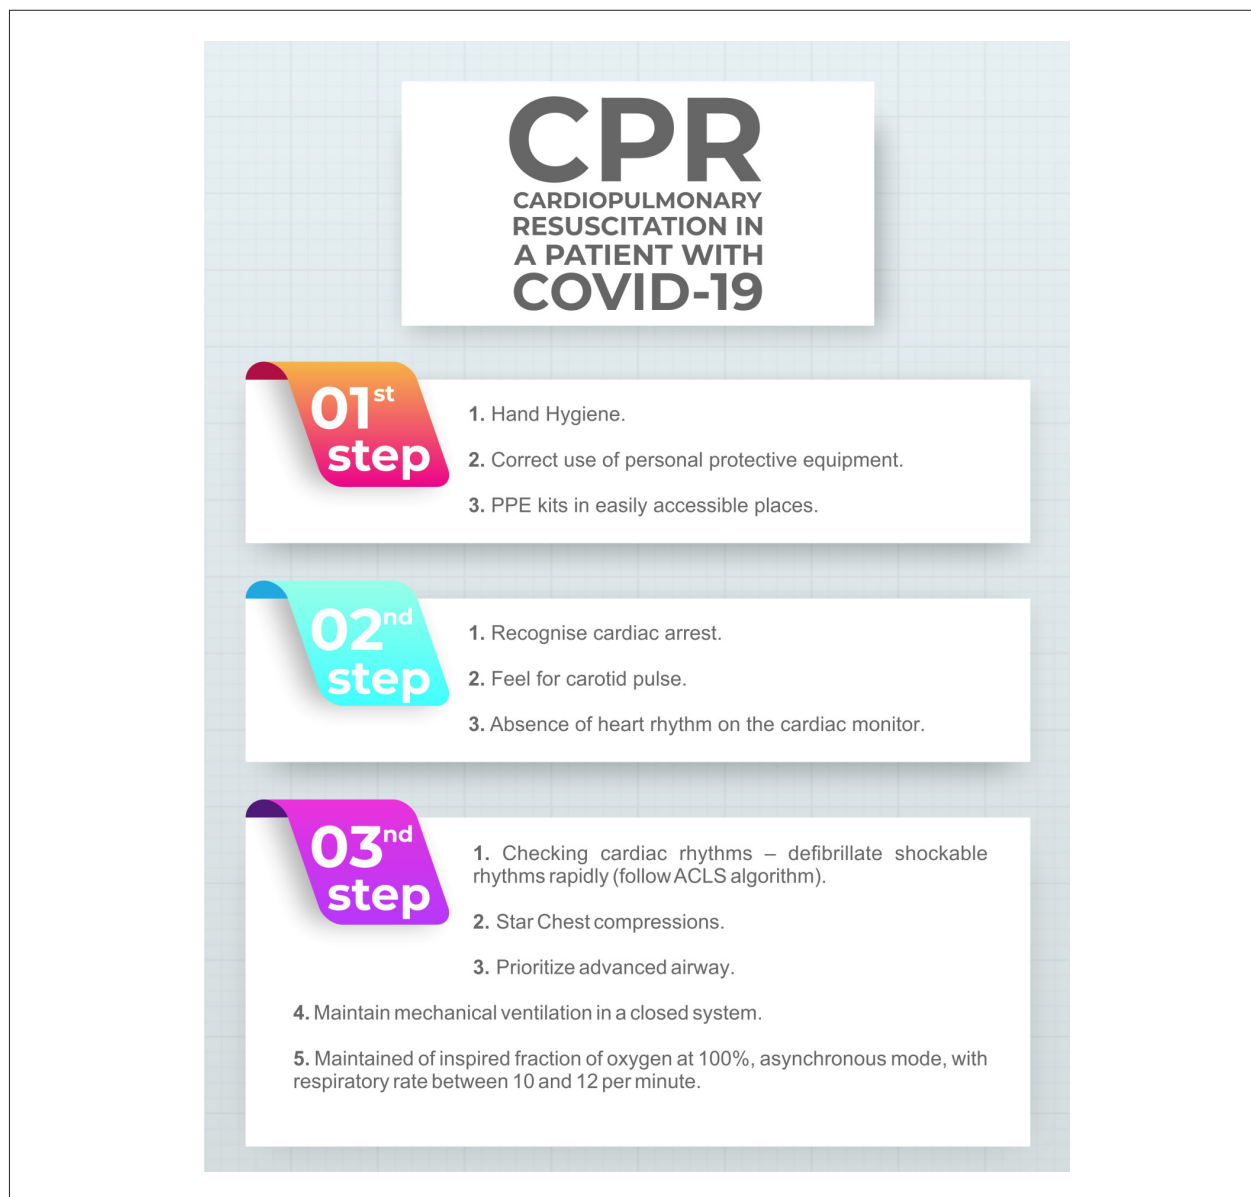 CPR
CARDIOPULMONARY
RESUSCITATION IN
A PATIENT WITH
COVID-19
01st
step
1. Hand Hygiene.
2. Correct use of personal protective equipment.
3. PPE kits in easily accessible places.
02nd
step
1. Recognise cardiac arrest.
2. Feel for carotid pulse.
3. Absence of heart rhythm on the cardiac monitor.
03nd
step
1. Checking cardiac rhythms – defibrillate shockable
rhythms rapidly (follow ACLS algorithm).
2. Star Chest compressions.
3. Prioritize advanced airway.
4. Maintain mechanical ventilation in a closed system.
5. Maintained of inspired fraction of oxygen at 100%, asynchronous mode, with
respiratory rate between 10 and 12 per minute.